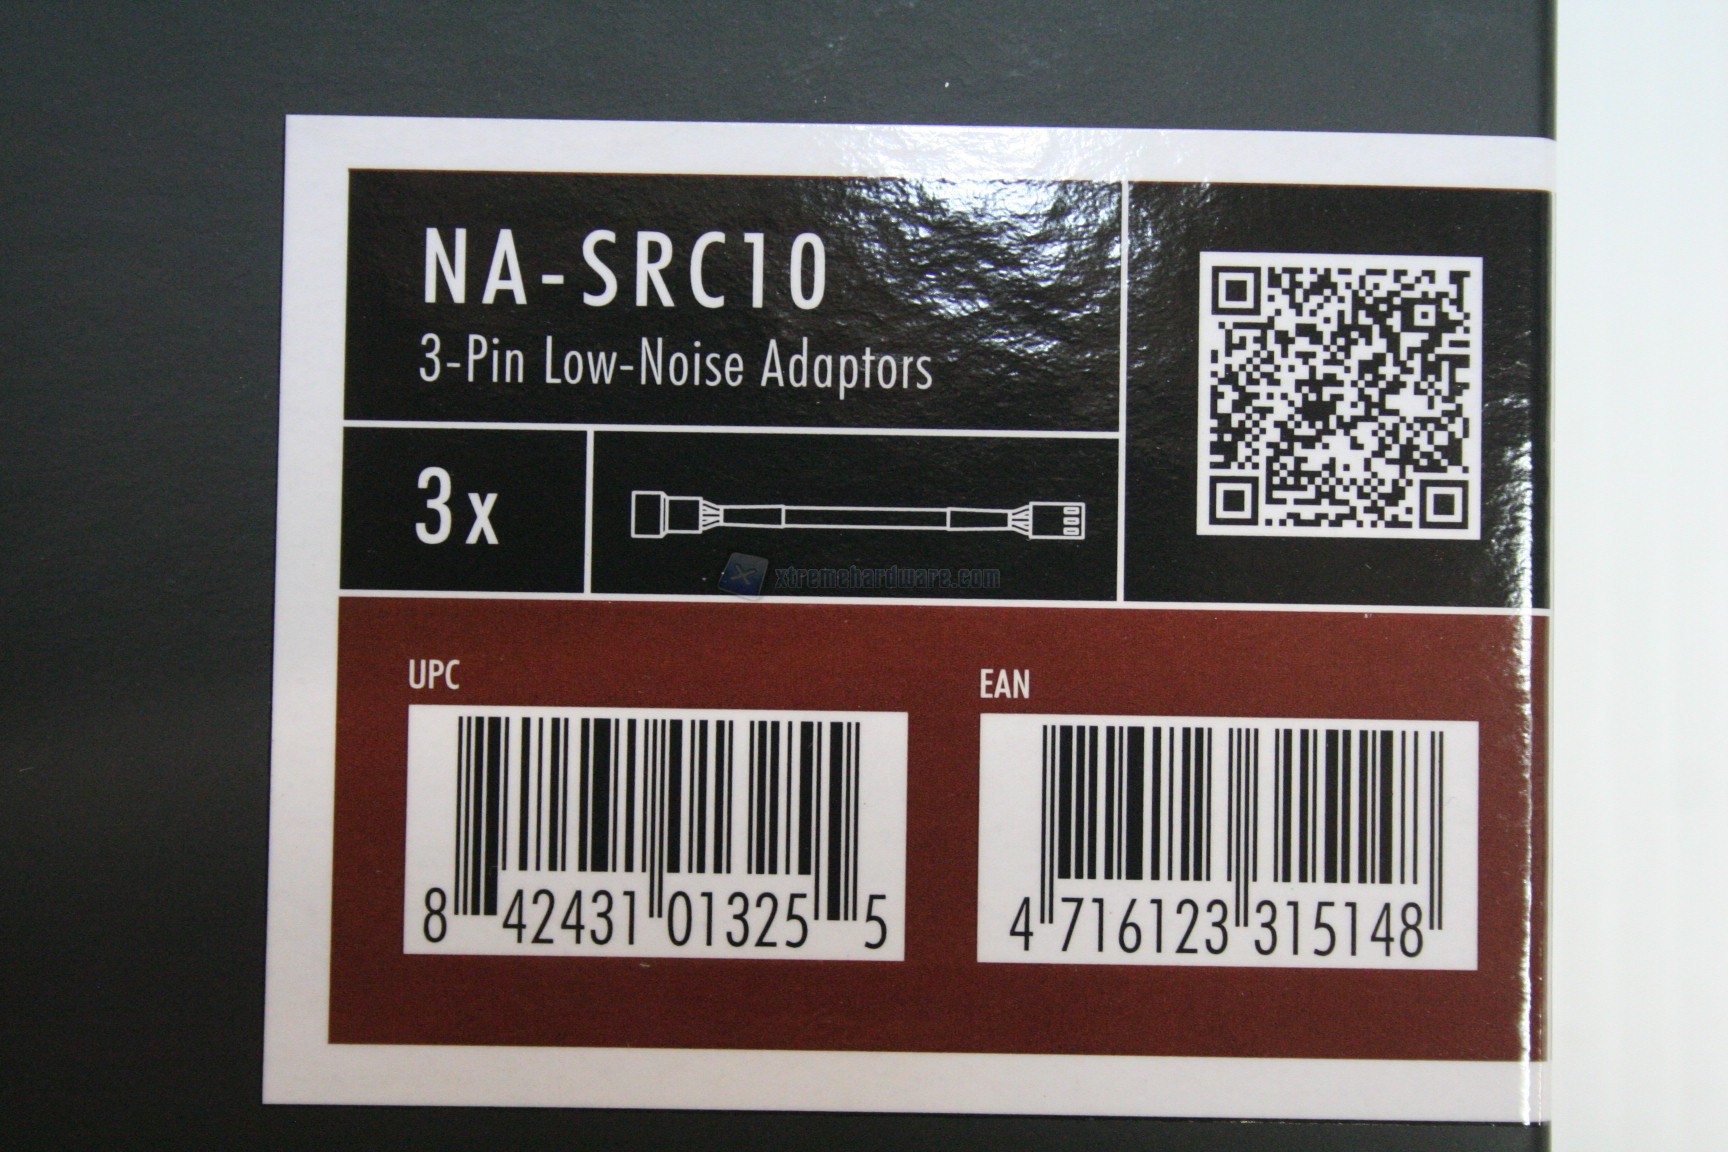 NA-SRC10
3-Pin Low-Noise Adaptors
3x
xtremehardware.com
UPC
EAN
8 42431 01325 5
4 716123 315148